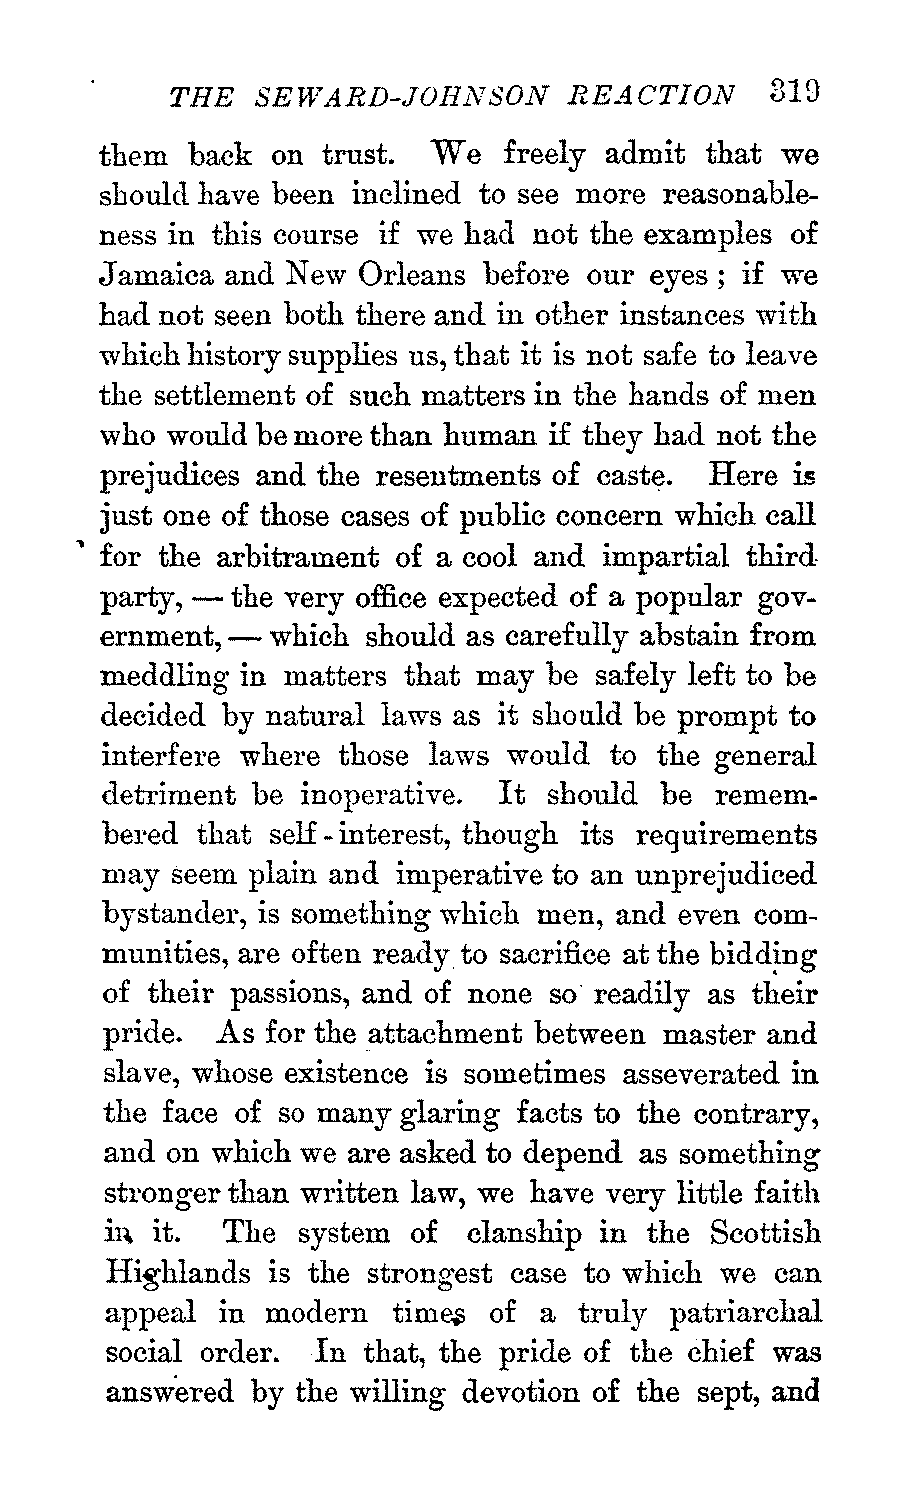 THE SEWARD-JOHNSON REACTION 319
them back on trust. We freely admit that we
should have been inclined to see more reasonable-
ness in this course if we had not the examples of
Jamaica and New Orleans before our eyes ; if we
had not seen both there and in other instances with
which history supplies us, that it is not safe to leave
the settlement of such matters in the hands of men
who would be more than human if they had not the
prejudices and the resentments of caste. Here is
just one of those cases of public concern which call
for the arbitrament of a cool and impartial third
party, — the very office expected of a popular gov-
ernment, — which should as carefully abstain from
meddling in matters that may be safely left to be
decided by natural laws as it should be prompt to
interfere where those laws would to the general
detriment be inoperative. It should be remem-
bered that self-interest, though its requirements
may seem plain and imperative to an unprejudiced
bystander, is something which men, and even com-
munities, are often ready to sacrifice at the bidding
of their passions, and of none so readily as their
pride. As for the attachment between master and
slave, whose existence is sometimes asseverated in
the face of so many glaring facts to the contrary,
and on which we are asked to depend as something
stronger than written law, we have very little faith
in it. The system of clanship in the Scottish
Highlands is the strongest case to which we can
appeal in modern times of a truly patriarchal
social order. In that, the pride of the chief was
answered by the willing devotion of the sept, and